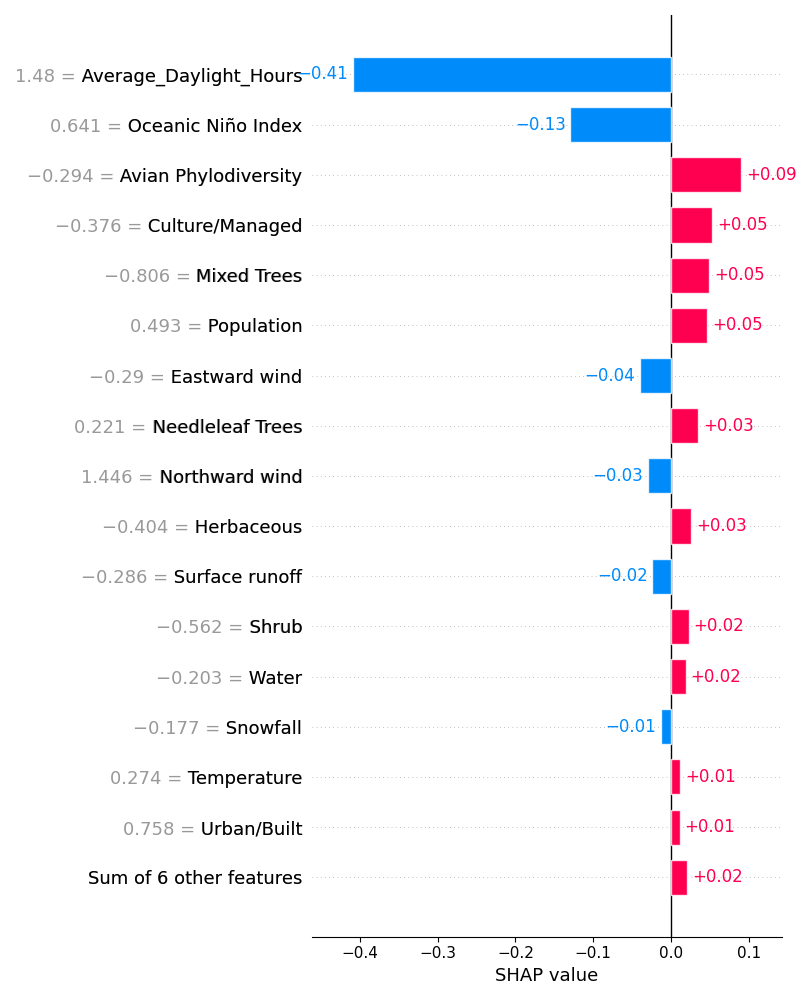 1.48 = Average_Daylight_Hours −0.41
0.641 = Oceanic Niño Index −0.13
−0.294 = Avian Phylodiversity +0.09
−0.376 = Culture/Managed +0.05
−0.806 = Mixed Trees +0.05
0.493 = Population +0.05
−0.29 = Eastward wind −0.04
0.221 = Needleleaf Trees +0.03
1.446 = Northward wind −0.03
−0.404 = Herbaceous +0.03
−0.286 = Surface runoff −0.02
−0.562 = Shrub +0.02
−0.203 = Water +0.02
−0.177 = Snowfall −0.01
0.274 = Temperature +0.01
0.758 = Urban/Built +0.01
Sum of 6 other features +0.02
−0.4 −0.3 −0.2 −0.1 0.0 0.1
SHAP value